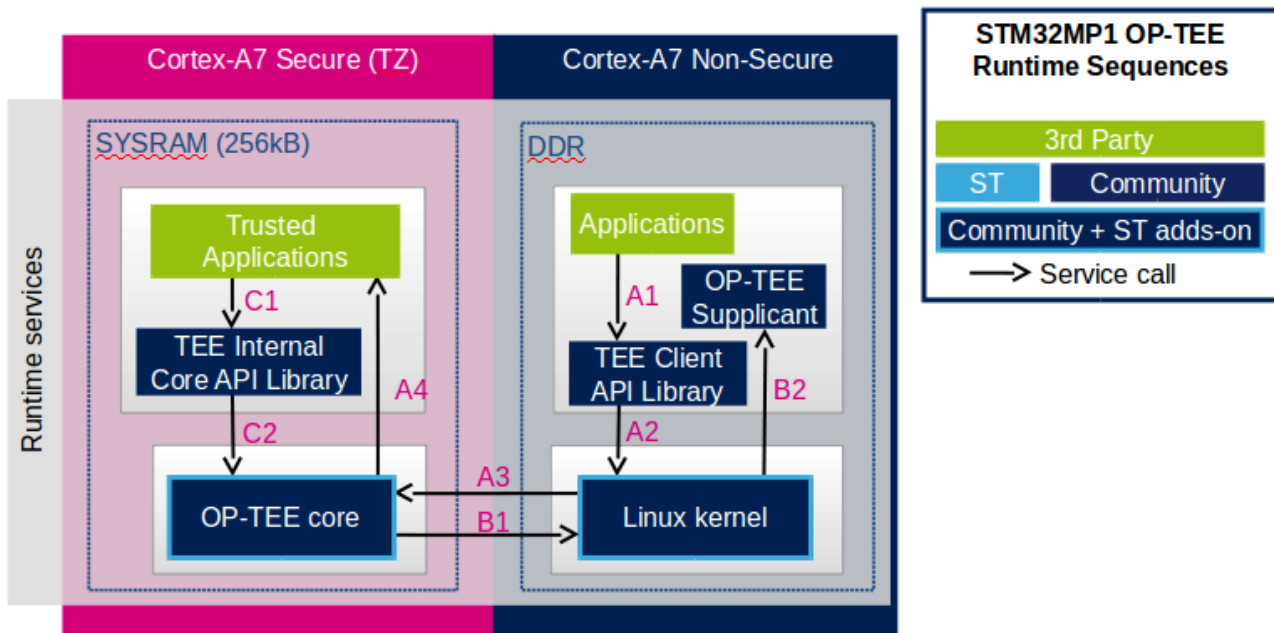 Cortex-A7 Secure (TZ)
Cortex-A7 Non-Secure
STM32MP1 OP-TEE
Runtime Sequences
3rd Party
ST
Community
Community + ST adds-on
Service call
Runtime services
SYSRAM (256kB)
DDR
Trusted
Applications
Applications
C1
A1
OP-TEE
Supplicant
TEE Internal
Core API Library
A4
TEE Client
API Library
B2
C2
A2
A3
OP-TEE core
B1
Linux kernel